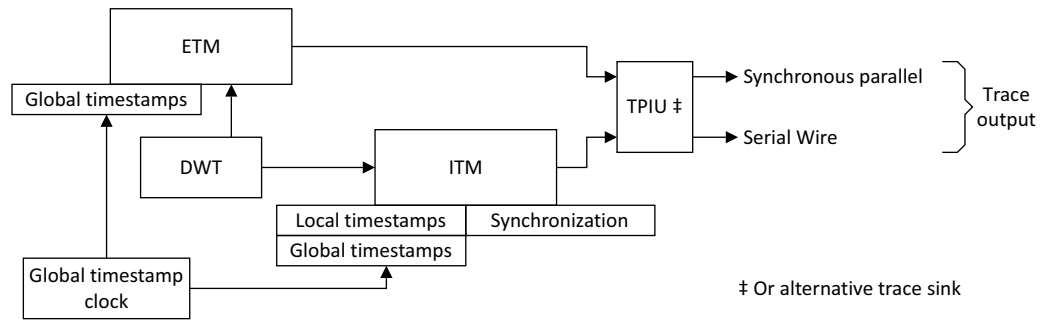 ETM
Global timestamps
TPIU ‡
Synchronous parallel
Serial Wire
Trace
output
DWT
ITM
Local timestamps
Synchronization
Global timestamps
Global timestamp
clock
‡ Or alternative trace sink